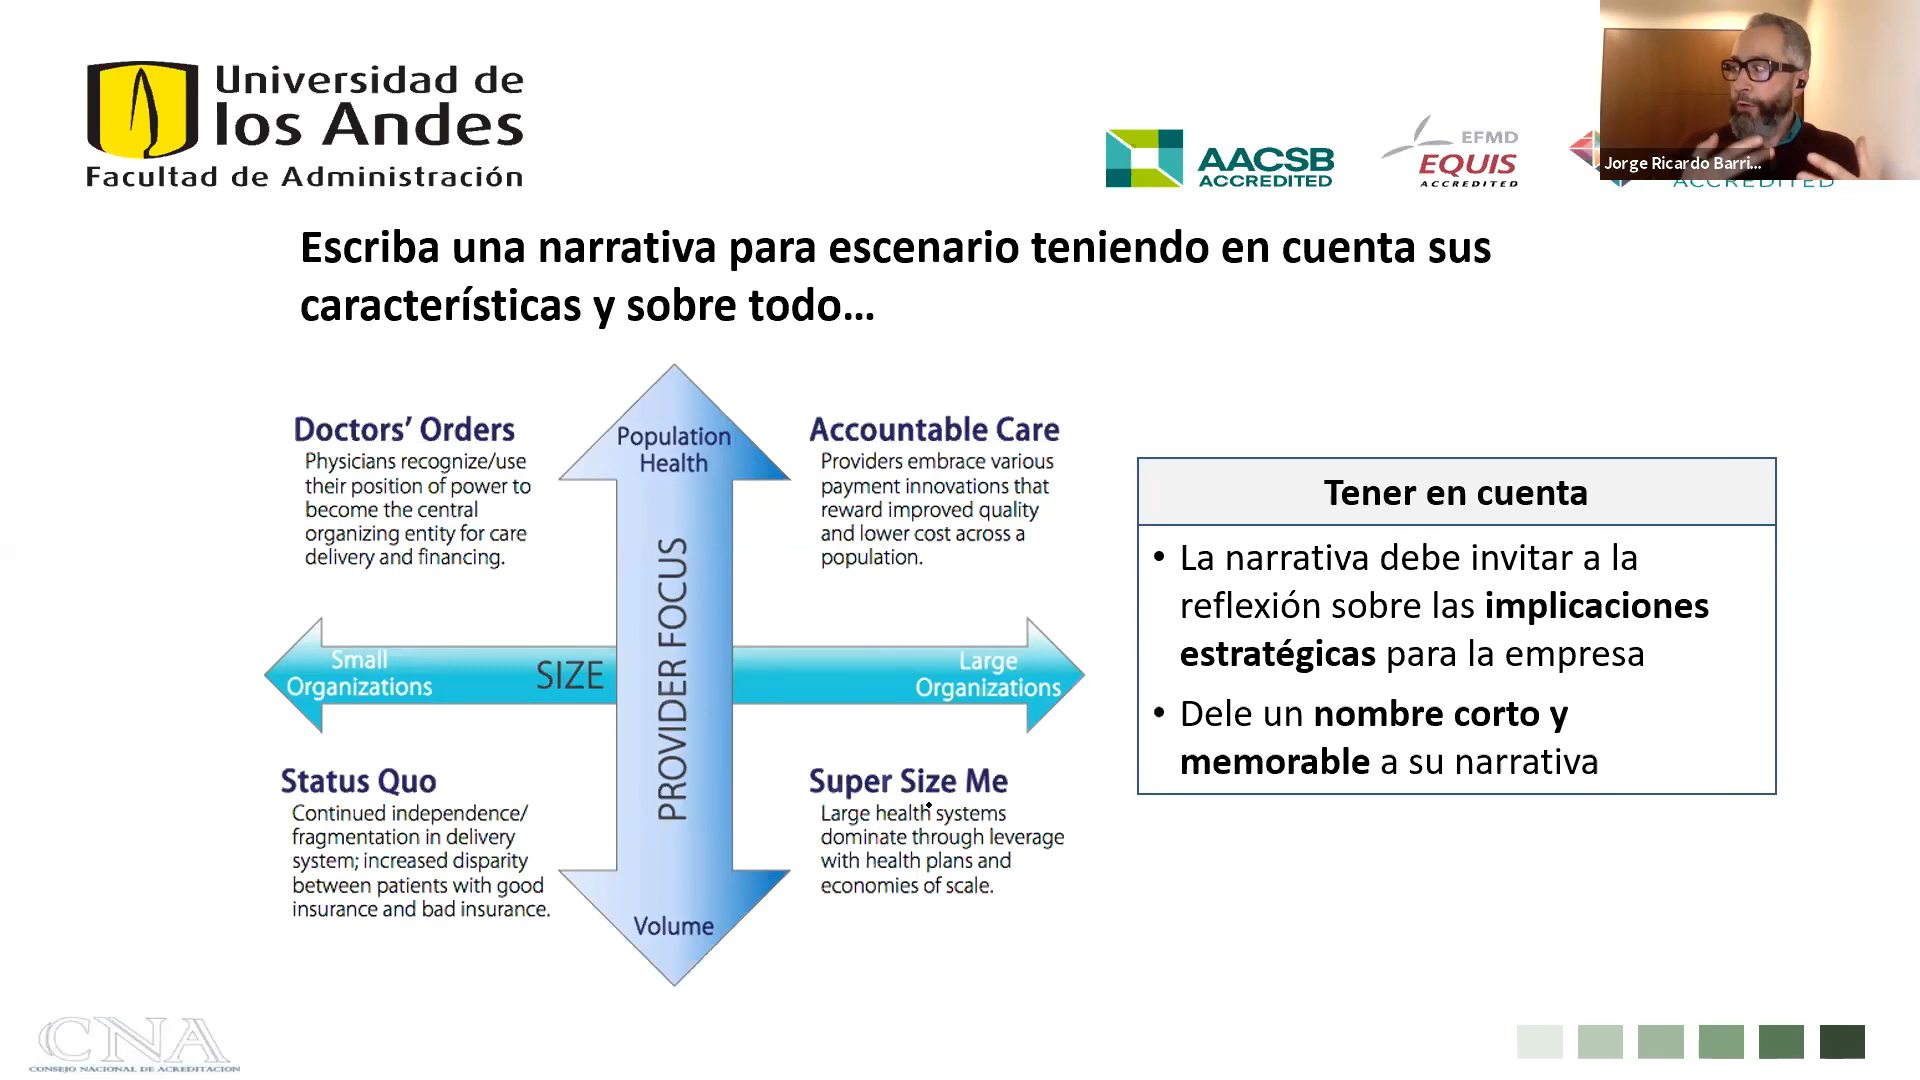 Universidad de
los Andes
Facultad de Administración
AACSB
ACCREDITED
EFMD
EQUIS
ACCREDITED
ACCREDITED
Jorge Ricardo Barri...
Escriba una narrativa para escenario teniendo en cuenta sus
características y sobre todo...
Doctors' Orders
Physicians recognize/use
their position of power to
become the central
organizing entity for care
delivery and financing.
Population
Health
Accountable Care
Providers embrace various
payment innovations that
reward improved quality
and lower cost across a
population.
PROVIDER FOCUS
Small
Organizations
SIZE
Large
Organizations
Status Quo
Continued independence/
fragmentation in delivery
system; increased disparity
between patients with good
insurance and bad insurance.
Super Size Me
Large health systems
dominate through leverage
with health plans and
economies of scale.
Volume
Tener en cuenta
• La narrativa debe invitar a la
reflexión sobre las implicaciones
estratégicas para la empresa
• Dele un nombre corto y
memorable a su narrativa
CNA
CONSEJO NACIONAL DE ACREDITACION